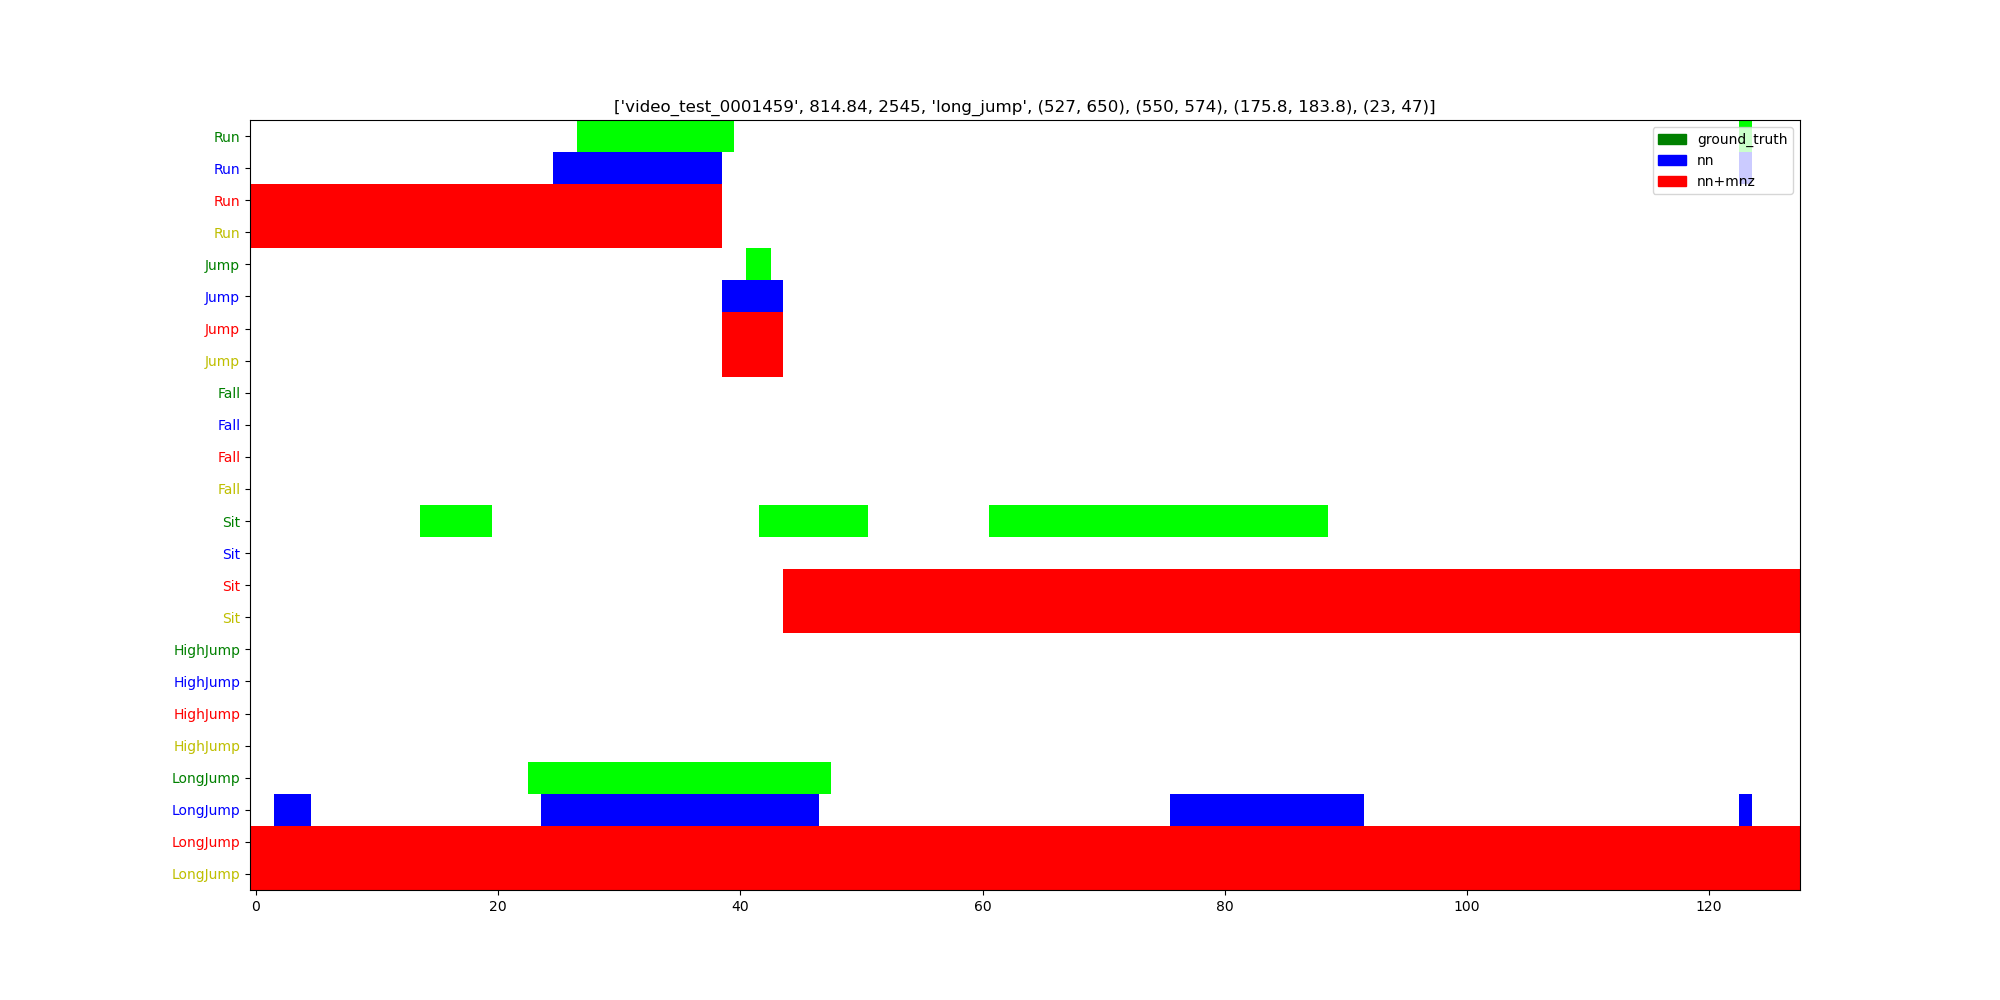 ['video_test_0001459', 814.84, 2545, 'long_jump', (527, 650), (550, 574), (175.8, 183.8), (23, 47)]
Run
Run
Run
Run
Jump
Jump
Jump
Jump
Fall
Fall
Fall
Fall
Sit
Sit
Sit
Sit
HighJump
HighJump
HighJump
HighJump
LongJump
LongJump
LongJump
LongJump
ground_truth
nn
nn+mnz
0 20 40 60 80 100 120